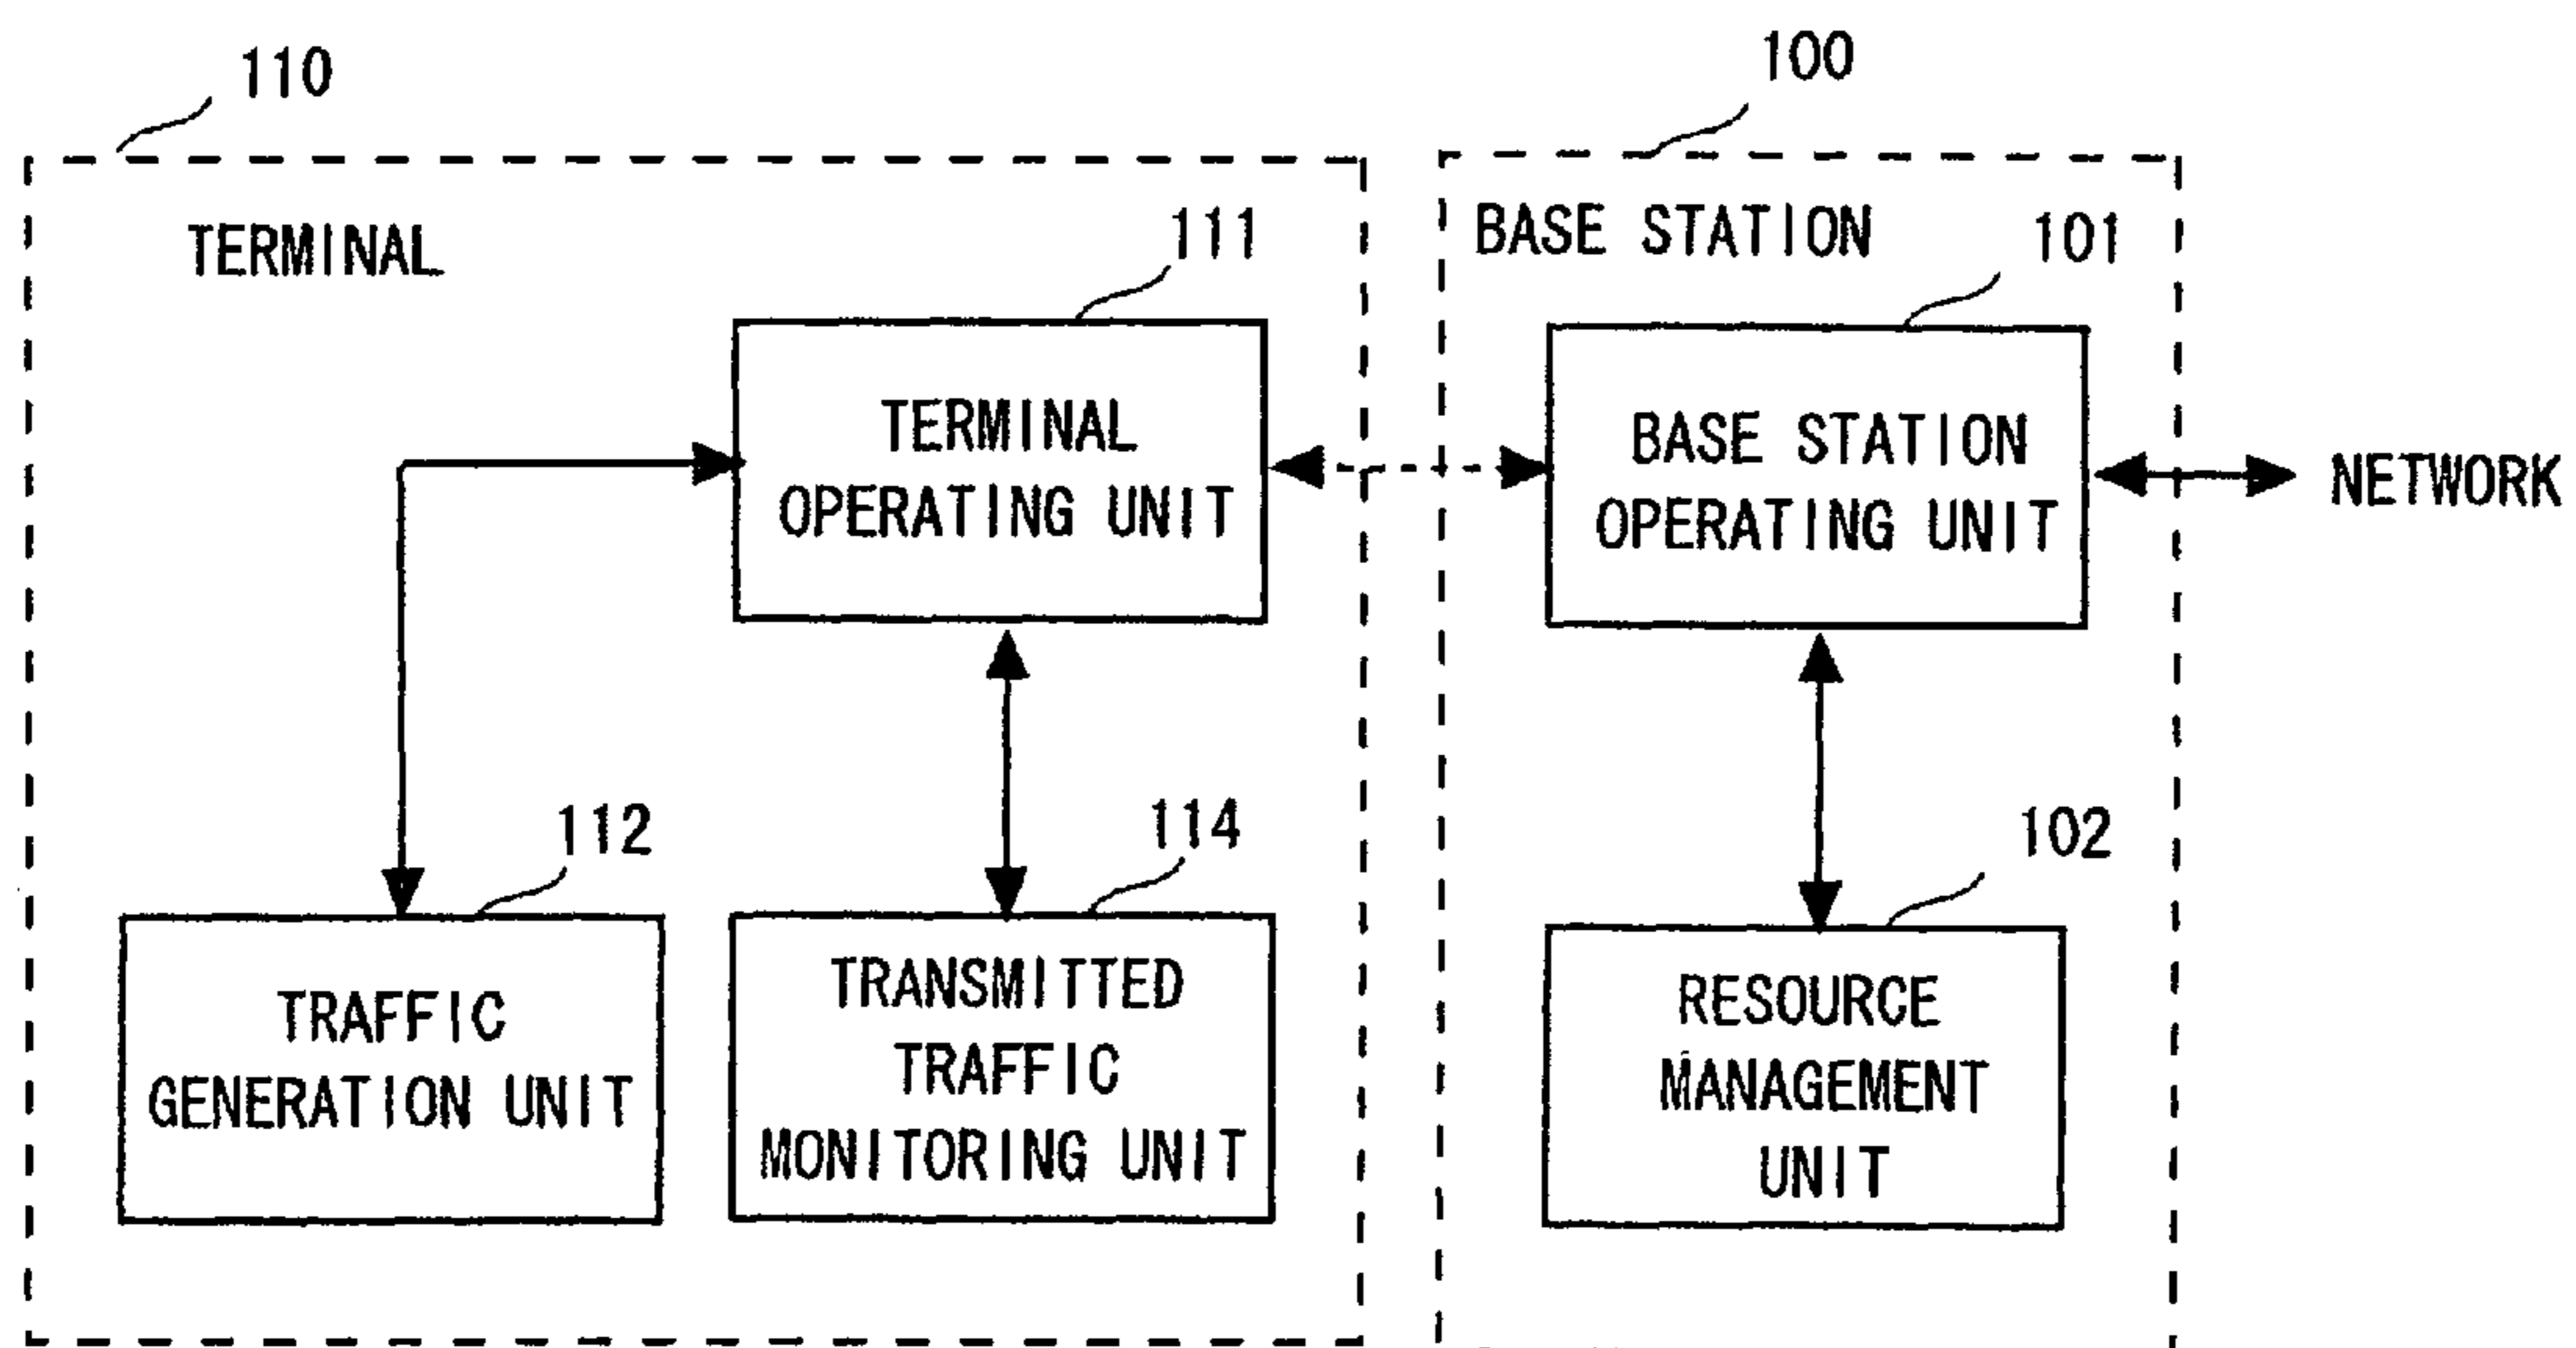 110
100
TERMINAL
111
BASE STATION
101
TERMINAL
OPERATING UNIT
BASE STATION
OPERATING UNIT
NETWORK
112
114
102
TRAFFIC
GENERATION UNIT
TRANSMITTED
TRAFFIC
MONITORING UNIT
RESOURCE
MANAGEMENT
UNIT